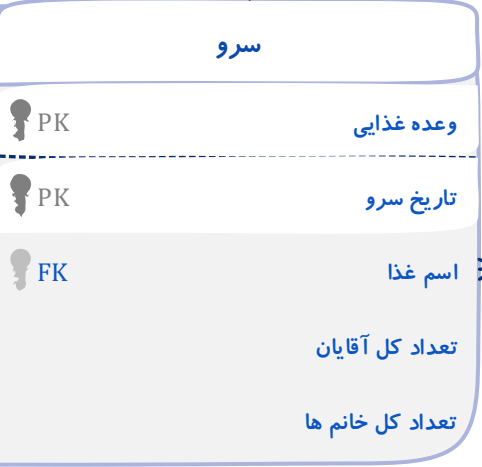 سرو
وعده غذایی PK
تاریخ سرو PK
اسم غذا FK
تعداد کل آقایان
تعداد کل خانم ها